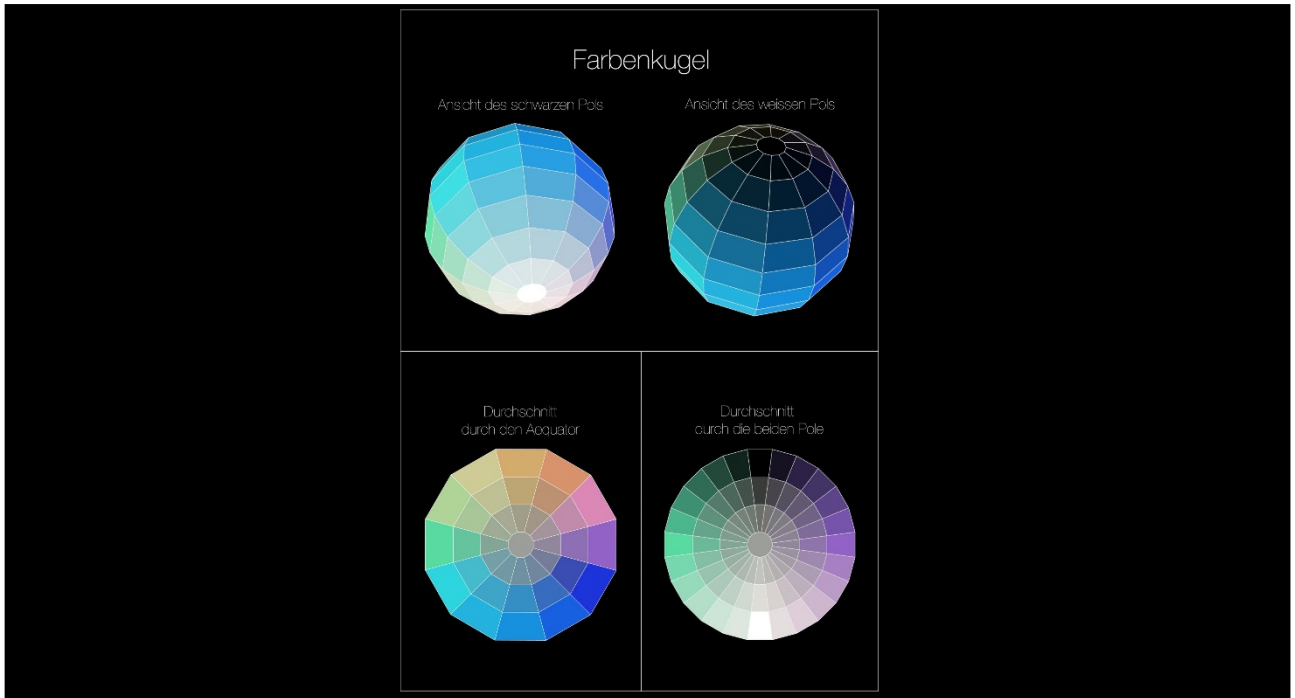 Farbenkugel
Ansicht des schwarzen Pols
Ansicht des weissen Pols
Durchschnitt
durch den Aequator
Durchschnitt
durch die beiden Pole